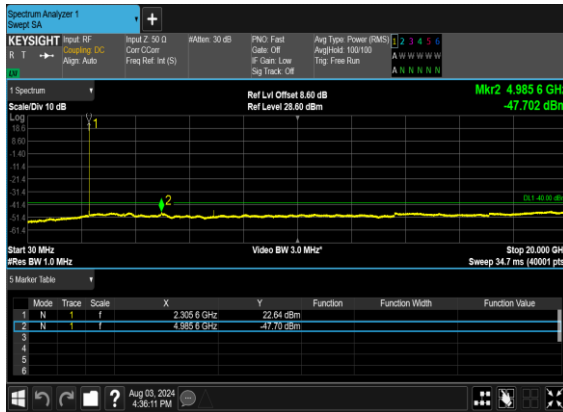 Spectrum Analyzer 1
Swept SA
+
KEYSIGHT Input: RF Input Z: 50 Ω #Atten: 30 dB PNO: Fast Avg Type: Power (RMS) 1 2 3 4 5 6
R T Coupling: DC Corr CCorr Gate: Off Avg|Hold: 100/100 A W W W W W
Align: Auto Freq Ref: Int (S) IF Gain: Low Trig: Free Run
Sig Track: Off A N N N N N
1 Spectrum Ref Lvl Offset 8.60 dB Mkr2 4.985 6 GHz
Scale/Div 10 dB Ref Level 28.60 dBm -47.702 dBm
Log
18.6
8.60
-1.40
-11.4
-21.4
-31.4
-41.4
-51.4
-61.4
1
2
DL1 -40.00 dB
Start 30 MHz Video BW 3.0 MHz* Stop 20.000 GH
#Res BW 1.0 MHz Sweep 34.7 ms (40001 pts
5 Marker Table
Mode Trace Scale X Y Function Function Width Function Value
1 N 1 f 2.305 6 GHz 22.64 dBm
2 N 1 f 4.985 6 GHz -47.70 dBm
3
4
5
6
? Aug 03, 2024
4:36:11 PM